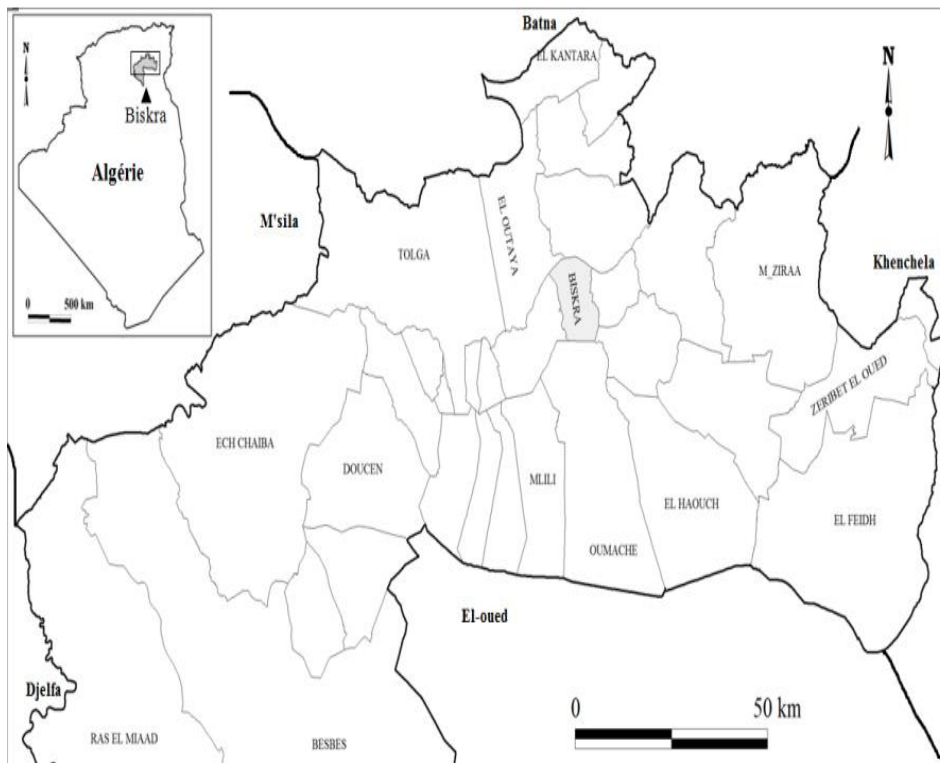 N
Biskra
Algérie
0 500 km
Batna
EL KANTARA
N
M'sila
TOLGA
EL OUTAYA
BISKRA
M_ZIRAA
Khenchela
ZERIBET EL OUED
ECH CHAIBA
DOUCEN
MLILI
EL HAOUCH
EL FEIDH
OUMACHE
El-oued
Djelfa
RAS EL MIAAD
BESBES
0 50 km